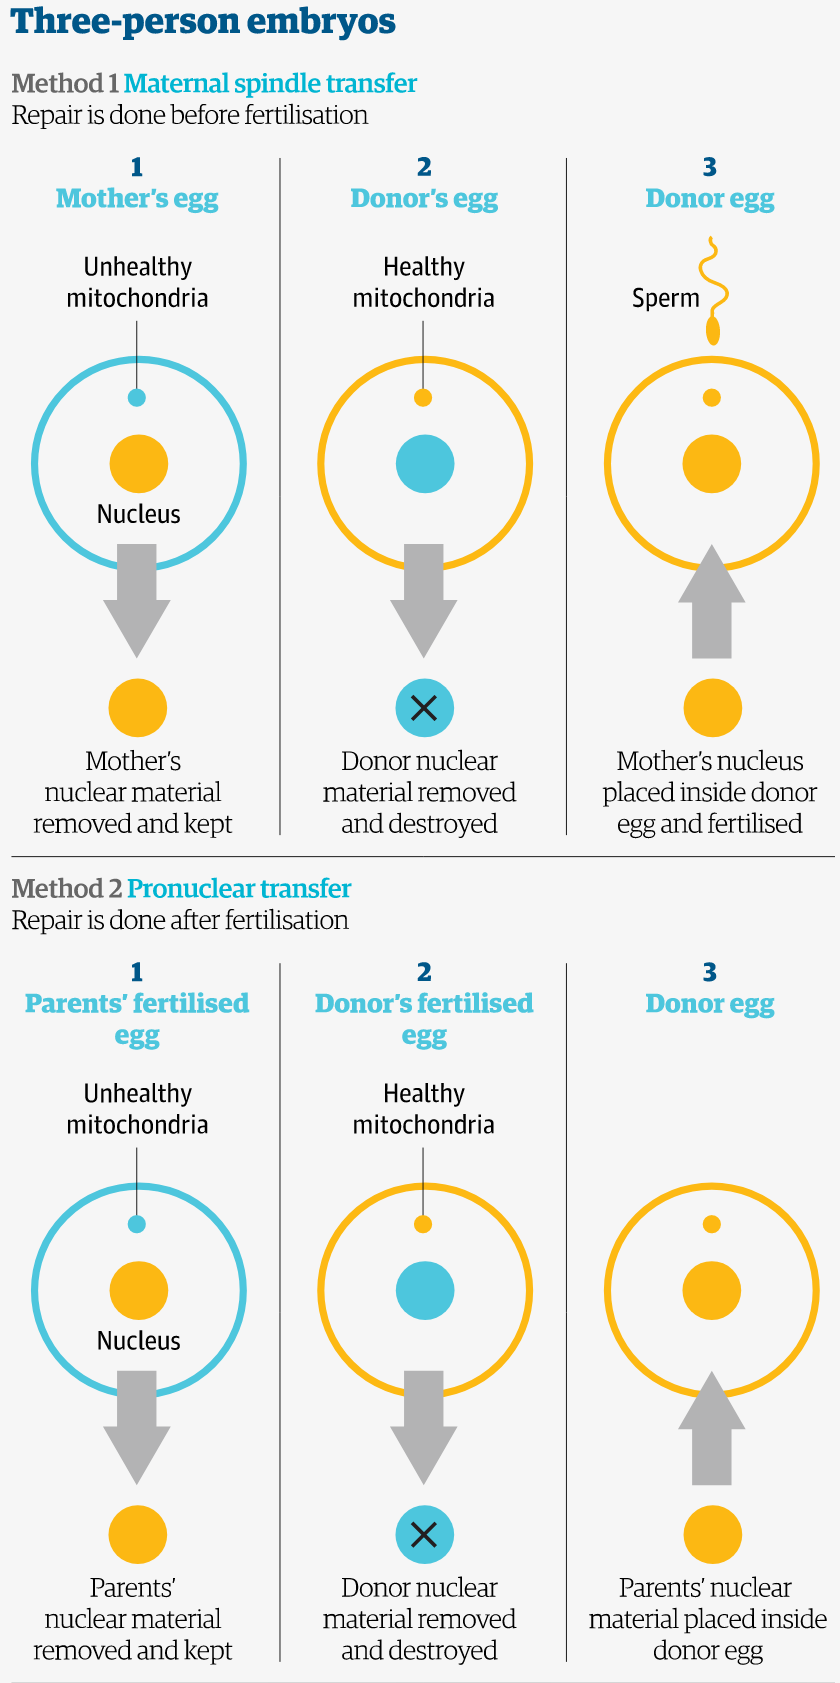 Three-person embryos
Method 1 Maternal spindle transfer
Repair is done before fertilisation
1
Mother's egg
Unhealthy
mitochondria
Nucleus
Mother's
nuclear material
removed and kept
2
Donor's egg
Healthy
mitochondria
Donor nuclear
material removed
and destroyed
3
Donor egg
Sperm
Mother's nucleus
placed inside donor
egg and fertilised
Method 2 Pronuclear transfer
Repair is done after fertilisation
1
Parents' fertilised
egg
Unhealthy
mitochondria
Nucleus
Parents'
nuclear material
removed and kept
2
Donor's fertilised
egg
Healthy
mitochondria
Donor nuclear
material removed
and destroyed
3
Donor egg
Parents' nuclear
material placed inside
donor egg